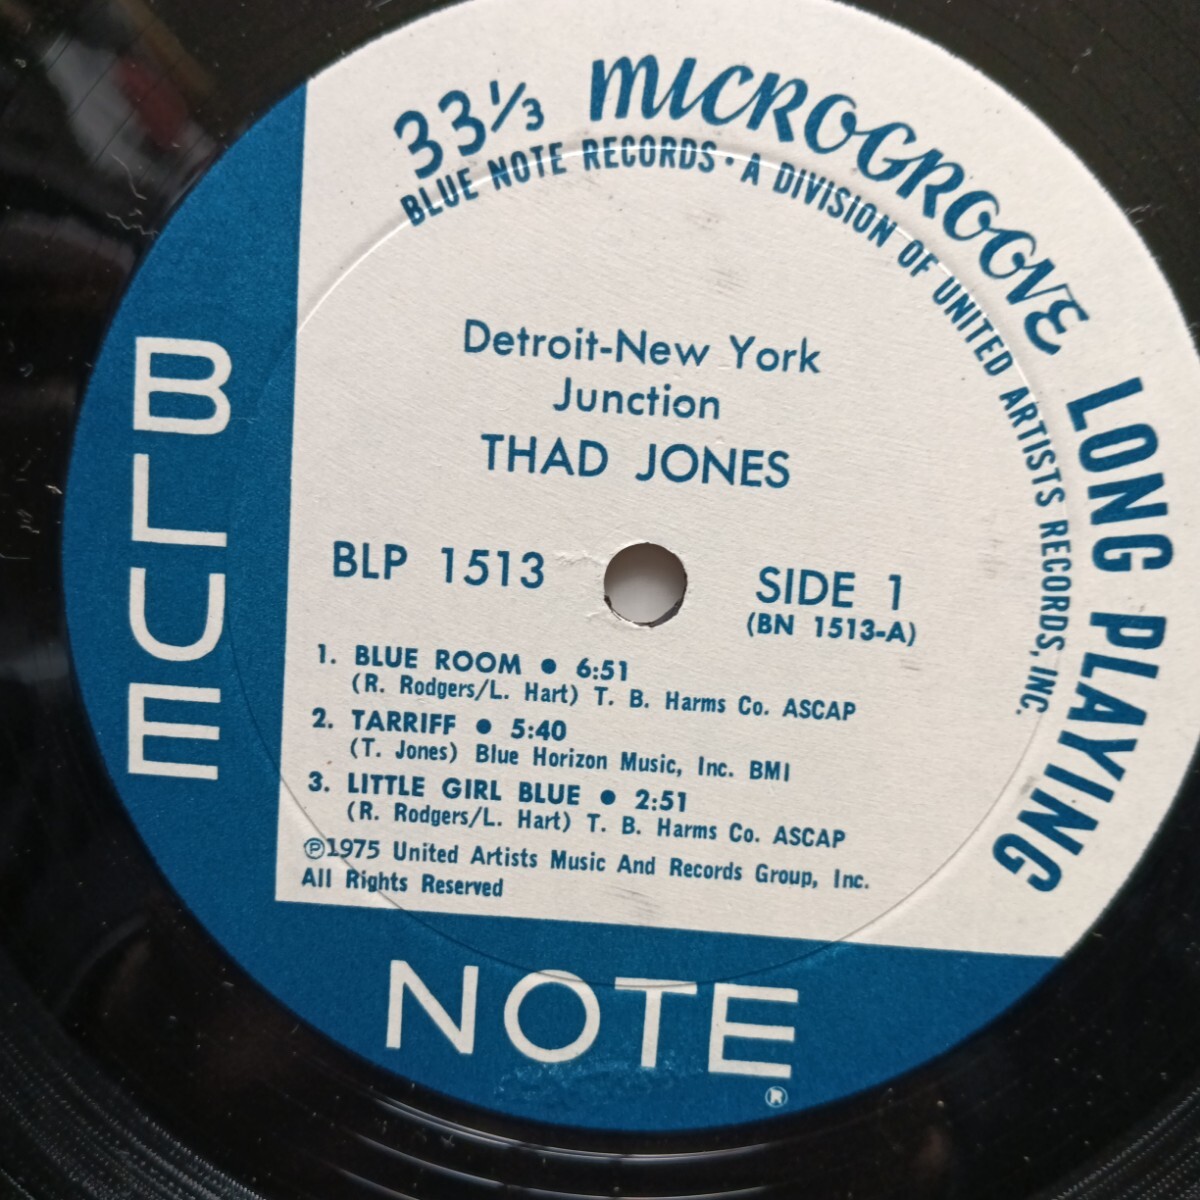 33⅓ MICROGROOVE LONG PLAYING
BLUE NOTE RECORDS • A DIVISION OF UNITED ARTISTS RECORDS, INC.
Detroit-New York
Junction
THAD JONES
BLP 1513
SIDE 1
(BN 1513-A)
1. BLUE ROOM • 6:51
(R. Rodgers/L. Hart) T. B. Harms Co. ASCAP
2. TARRIFF • 5:40
(T. Jones) Blue Horizon Music, Inc. BMI
3. LITTLE GIRL BLUE • 2:51
(R. Rodgers/L. Hart) T. B. Harms Co. ASCAP
℗1975 United Artists Music And Records Group, Inc.
All Rights Reserved
BLUE
NOTE
®